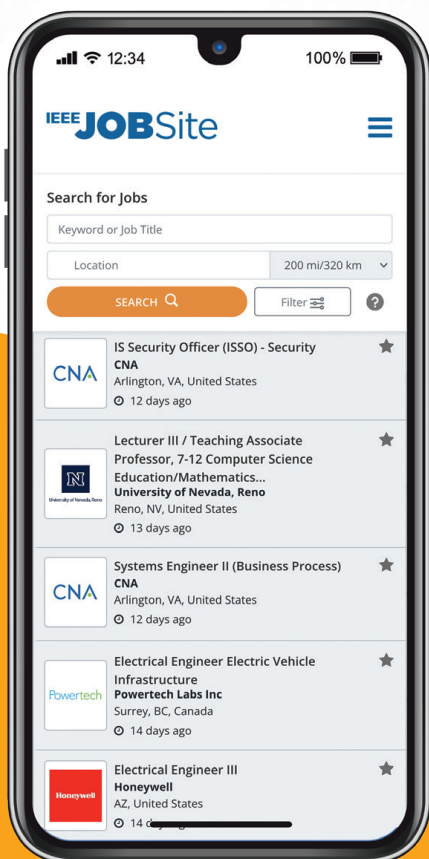 12:34 100%
IEEE JOBSite
Search for Jobs
Keyword or Job Title
Location 200 mi/320 km
SEARCH Filter ?
IS Security Officer (ISSO) - Security
CNA
CNA
Arlington, VA, United States
12 days ago
Lecturer III / Teaching Associate
Professor, 7-12 Computer Science
Education/Mathematics...
N
University of Nevada, Reno
University of Nevada, Reno
Reno, NV, United States
13 days ago
Systems Engineer II (Business Process)
CNA
CNA
Arlington, VA, United States
12 days ago
Electrical Engineer Electric Vehicle
Infrastructure
Powertech
Powertech Labs Inc
Surrey, BC, Canada
14 days ago
Electrical Engineer III
Honeywell
Honeywell
AZ, United States
14